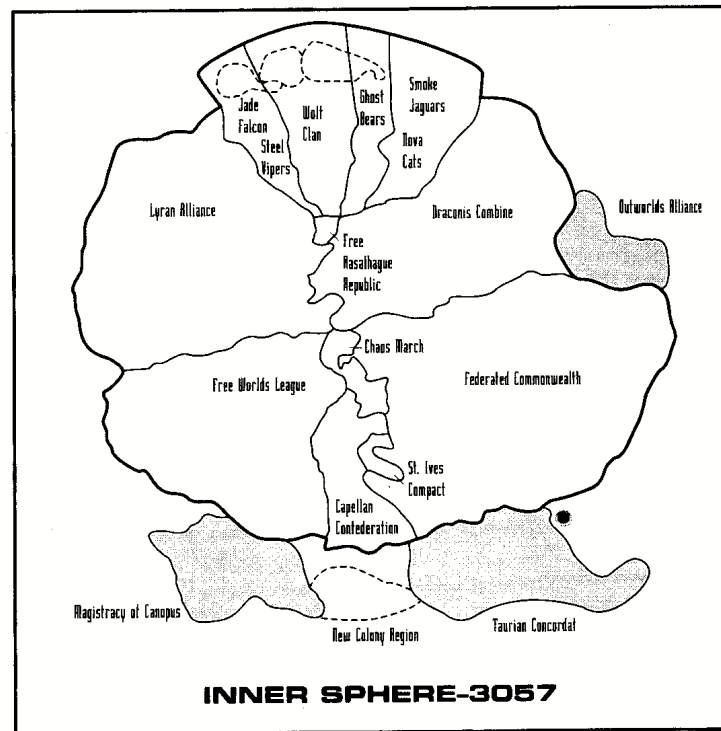 Jade
Falcon
Steel
Vipers
Wolf
Clan
Ghost
Bears
Smoke
Jaguars
Nova
Cats
Lyran Alliance
Draconis Combine
Outworlds Alliance
Free
Rasalhague
Republic
Chaos March
Free Worlds League
Federated Commonwealth
St. Ives
Compact
Capellan
Confederation
Magistracy of Canopus
New Colony Region
Taurian Concordat
INNER SPHERE-3057